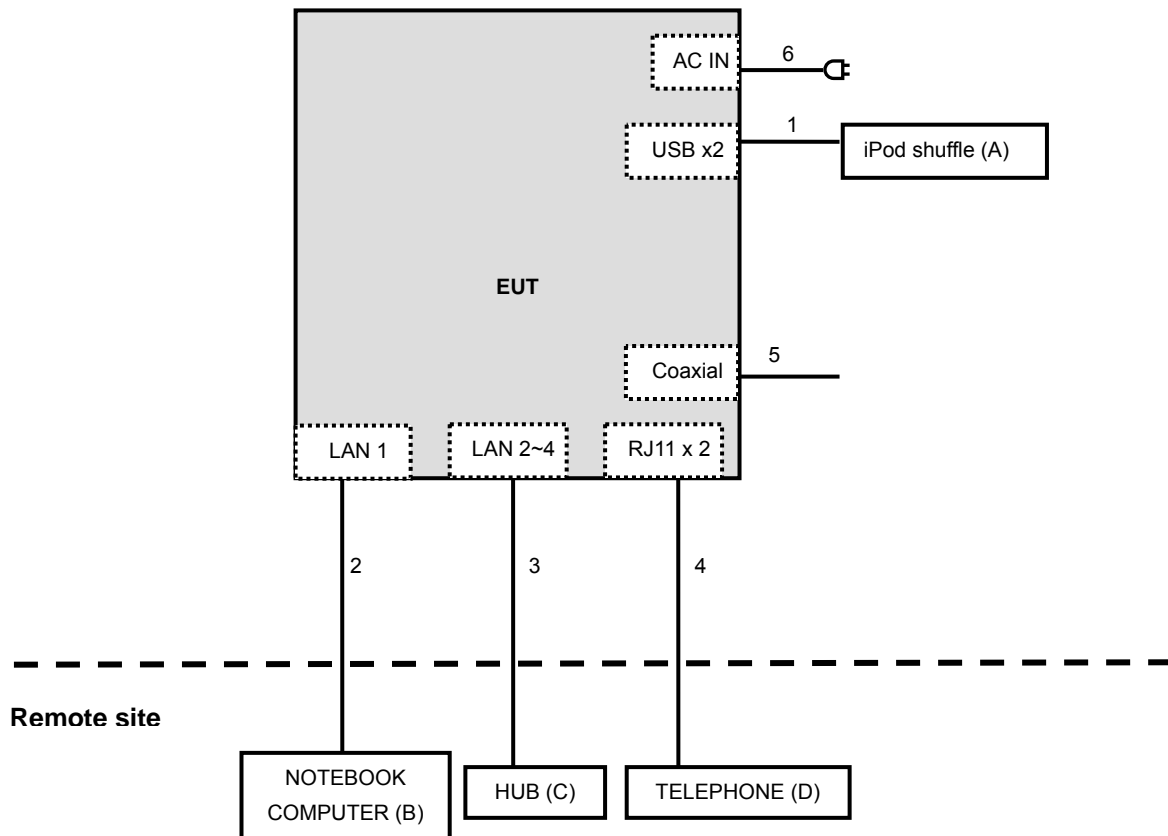 AC IN
6
USB x2
1
iPod shuffle (A)
EUT
Coaxial
5
LAN 1
LAN 2~4
RJ11 x 2
2
3
4
Remote site
NOTEBOOK
COMPUTER (B)
HUB (C)
TELEPHONE (D)